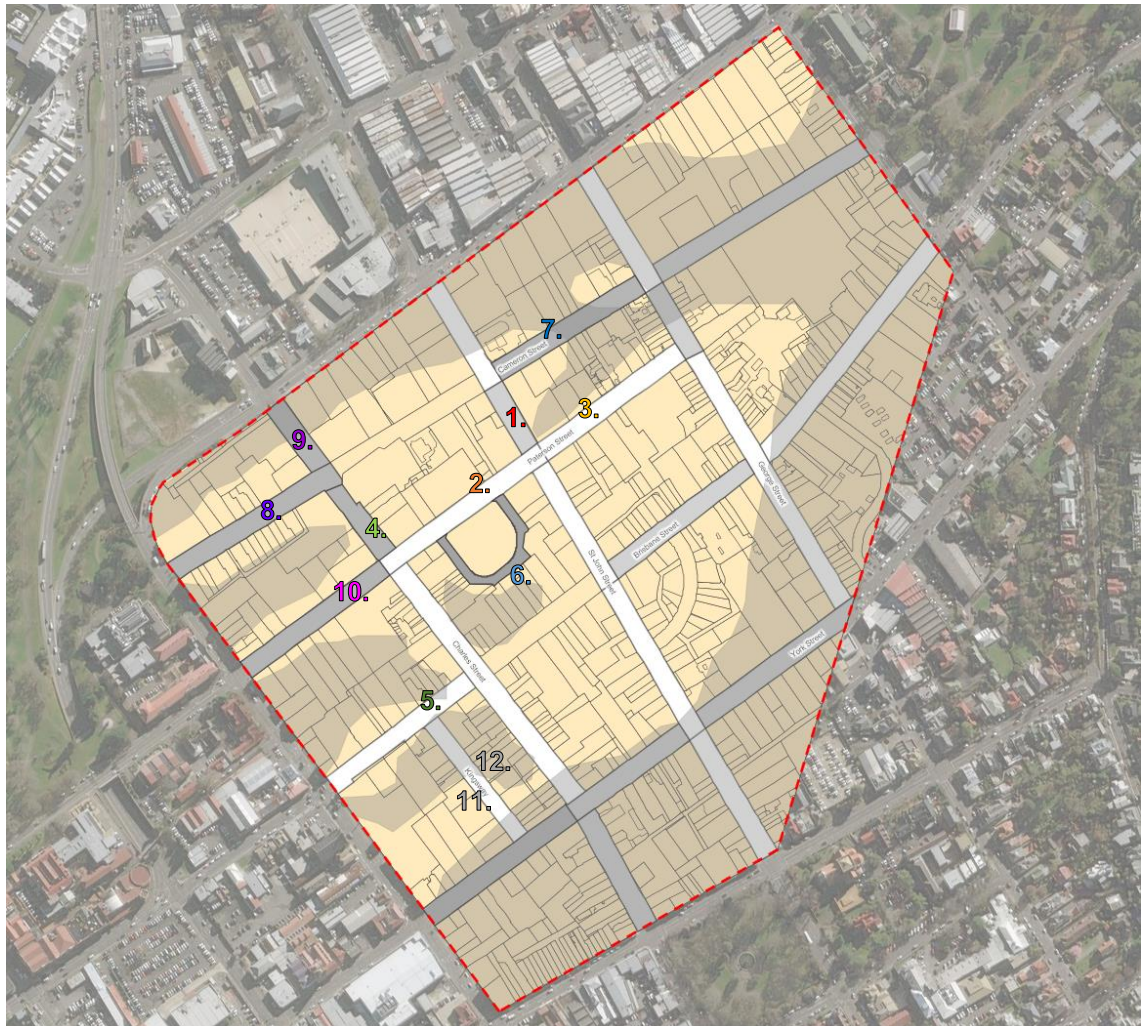 7.
Cameron Street
1.
3.
Paterson Street
9.
2.
8.
4.
George Street
Brisbane Street
6.
St John Street
10.
Charles Street
York Street
5.
12.
Kingsway
11.